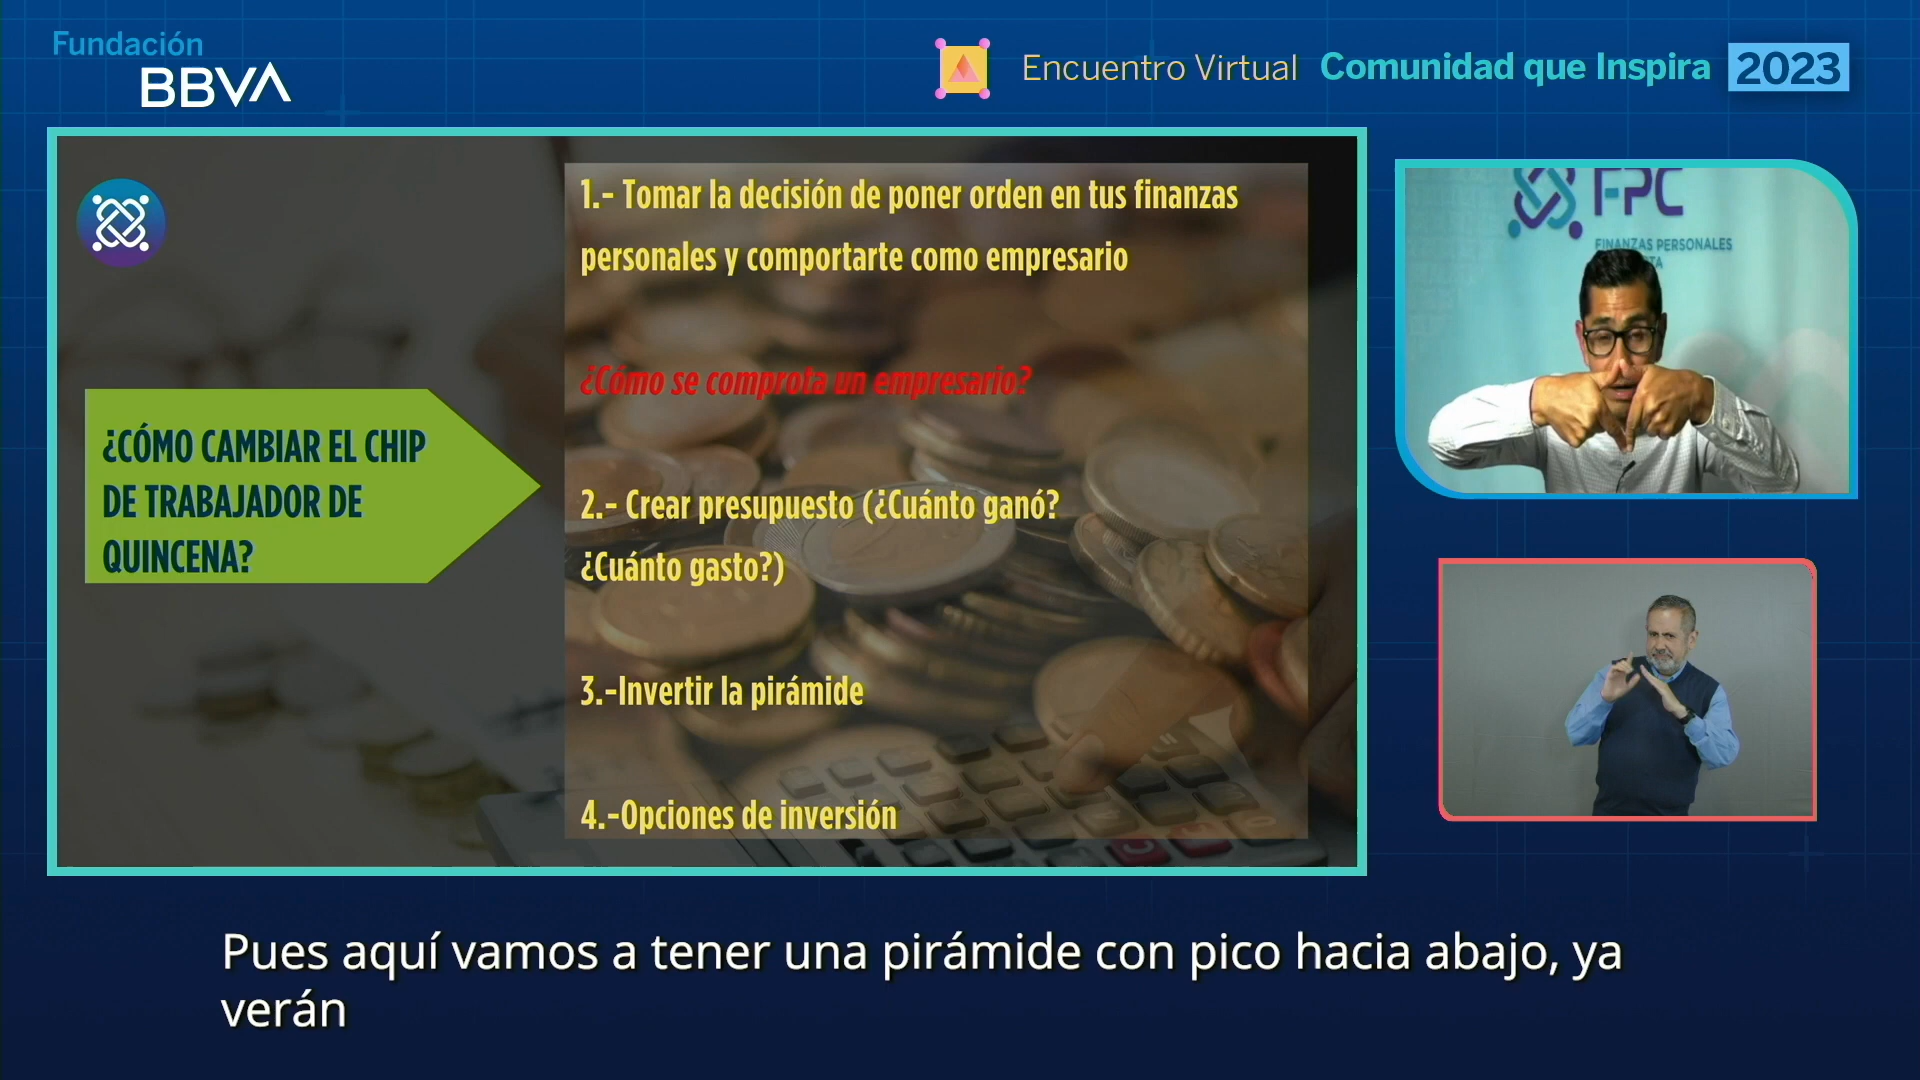 Fundación
BBVA
Encuentro Virtual Comunidad que Inspira 2023
1.- Tomar la decisión de poner orden en tus finanzas
personales y comportarte como empresario
¿Cómo se comprota un empresario?
2.- Crear presupuesto (¿Cuánto ganó?
¿Cuánto gasto?)
3.-Invertir la pirámide
4.-Opciones de inversión
¿CÓMO CAMBIAR EL CHIP
DE TRABAJADOR DE
QUINCENA?
FPC
FINANZAS PERSONALES
Pues aquí vamos a tener una pirámide con pico hacia abajo, ya
verán